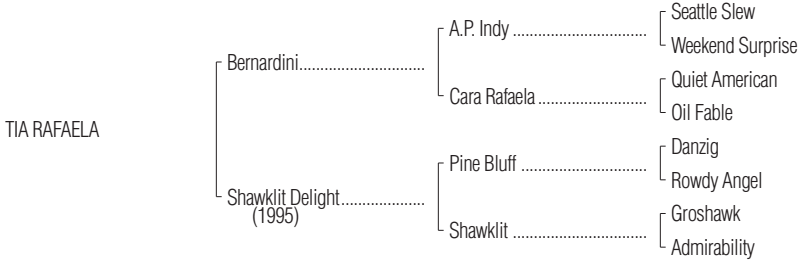 Seattle Slew
A.P. Indy ................................
Weekend Surprise
Bernardini..............................
Quiet American
Cara Rafaela ..........................
Oil Fable
TIA RAFAELA
Danzig
Pine Bluff ..............................
Rowdy Angel
Shawklit Delight....................
(1995)
Groshawk
Shawklit ................................
Admirability